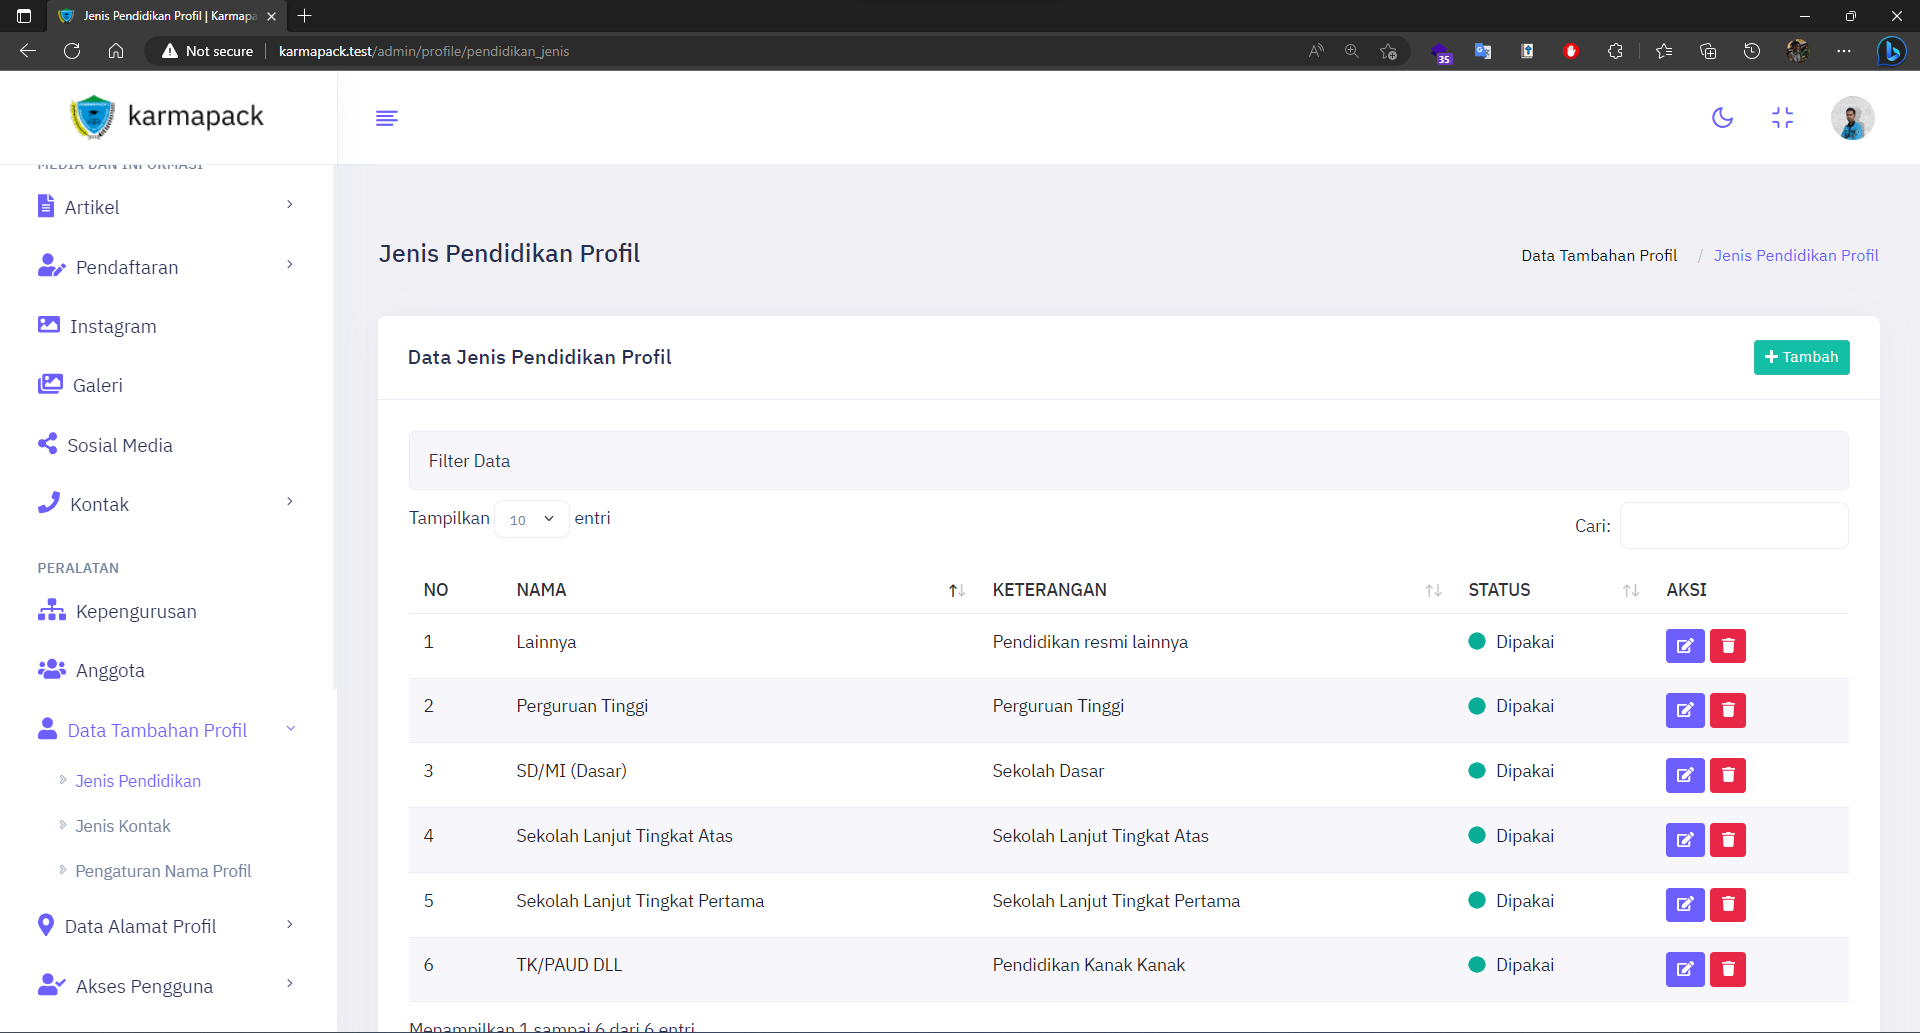 Jenis Pendidikan Profil | Karmapa
Not secure
karmapack.test/admin/profile/pendidikan_jenis
35
karmapack
MEDIA DAN INFORMASI
Artikel
Pendaftaran
Instagram
Galeri
Sosial Media
Kontak
PERALATAN
Kepengurusan
Anggota
Data Tambahan Profil
Jenis Pendidikan
Jenis Kontak
Pengaturan Nama Profil
Data Alamat Profil
Akses Pengguna
Jenis Pendidikan Profil
Data Tambahan Profil / Jenis Pendidikan Profil
Data Jenis Pendidikan Profil
+ Tambah
Filter Data
Tampilkan 10 entri
Cari:
NO NAMA KETERANGAN STATUS AKSI
1 Lainnya Pendidikan resmi lainnya Dipakai
2 Perguruan Tinggi Perguruan Tinggi Dipakai
3 SD/MI (Dasar) Sekolah Dasar Dipakai
4 Sekolah Lanjut Tingkat Atas Sekolah Lanjut Tingkat Atas Dipakai
5 Sekolah Lanjut Tingkat Pertama Sekolah Lanjut Tingkat Pertama Dipakai
6 TK/PAUD DLL Pendidikan Kanak Kanak Dipakai
Menampilkan 1 sampai 6 dari 6 entri